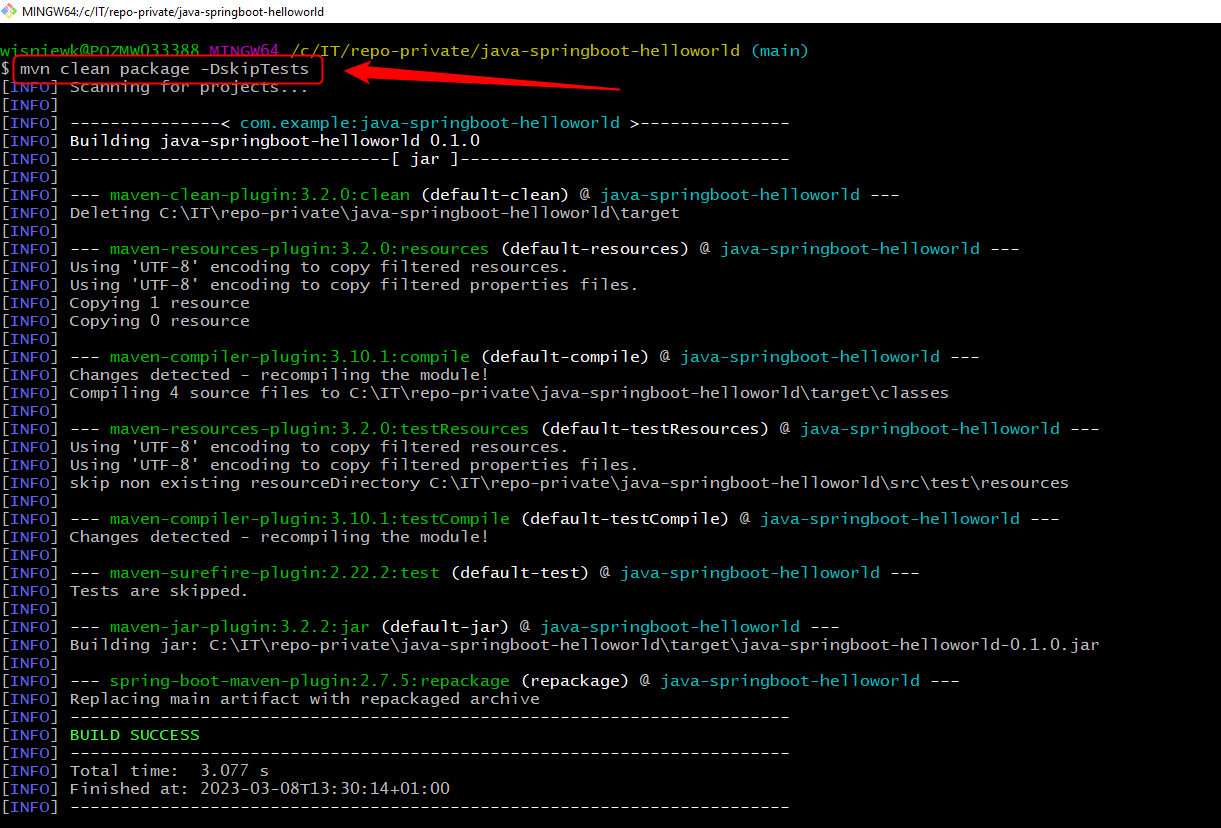 MINGW64:/c/IT/repo-private/java-springboot-helloworld
wisniewk@POZMW033388 MINGW64 /c/IT/repo-private/java-springboot-helloworld (main)
$ mvn clean package -DskipTests
[INFO] Scanning for projects...
[INFO]
[INFO] ---------------< com.example:java-springboot-helloworld >---------------
[INFO] Building java-springboot-helloworld 0.1.0
[INFO] --------------------------------[ jar ]---------------------------------
[INFO]
[INFO] --- maven-clean-plugin:3.2.0:clean (default-clean) @ java-springboot-helloworld ---
[INFO] Deleting C:\IT\repo-private\java-springboot-helloworld\target
[INFO]
[INFO] --- maven-resources-plugin:3.2.0:resources (default-resources) @ java-springboot-helloworld ---
[INFO] Using 'UTF-8' encoding to copy filtered resources.
[INFO] Using 'UTF-8' encoding to copy filtered properties files.
[INFO] Copying 1 resource
[INFO] Copying 0 resource
[INFO]
[INFO] --- maven-compiler-plugin:3.10.1:compile (default-compile) @ java-springboot-helloworld ---
[INFO] Changes detected - recompiling the module!
[INFO] Compiling 4 source files to C:\IT\repo-private\java-springboot-helloworld\target\classes
[INFO]
[INFO] --- maven-resources-plugin:3.2.0:testResources (default-testResources) @ java-springboot-helloworld ---
[INFO] Using 'UTF-8' encoding to copy filtered resources.
[INFO] Using 'UTF-8' encoding to copy filtered properties files.
[INFO] skip non existing resourceDirectory C:\IT\repo-private\java-springboot-helloworld\src\test\resources
[INFO]
[INFO] --- maven-compiler-plugin:3.10.1:testCompile (default-testCompile) @ java-springboot-helloworld ---
[INFO] Changes detected - recompiling the module!
[INFO]
[INFO] --- maven-surefire-plugin:2.22.2:test (default-test) @ java-springboot-helloworld ---
[INFO] Tests are skipped.
[INFO]
[INFO] --- maven-jar-plugin:3.2.2:jar (default-jar) @ java-springboot-helloworld ---
[INFO] Building jar: C:\IT\repo-private\java-springboot-helloworld\target\java-springboot-helloworld-0.1.0.jar
[INFO]
[INFO] --- spring-boot-maven-plugin:2.7.5:repackage (repackage) @ java-springboot-helloworld ---
[INFO] Replacing main artifact with repackaged archive
[INFO] ------------------------------------------------------------------------
[INFO] BUILD SUCCESS
[INFO] ------------------------------------------------------------------------
[INFO] Total time:  3.077 s
[INFO] Finished at: 2023-03-08T13:30:14+01:00
[INFO] ------------------------------------------------------------------------